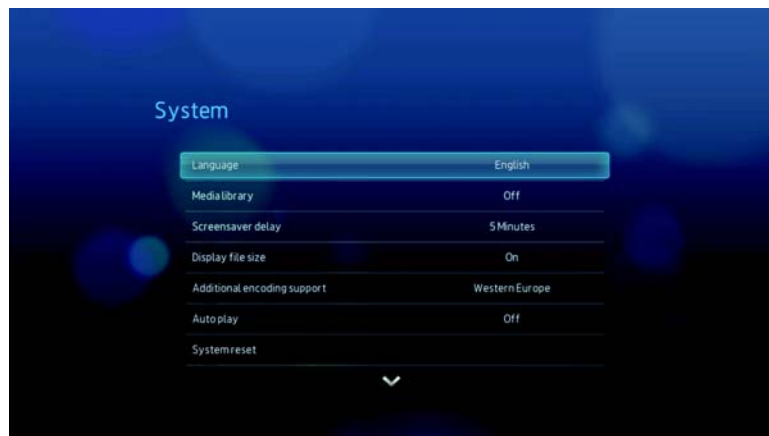 System
Language English
Media library Off
Screensaver delay 5 Minutes
Display file size On
Additional encoding support Western Europe
Auto play Off
System reset